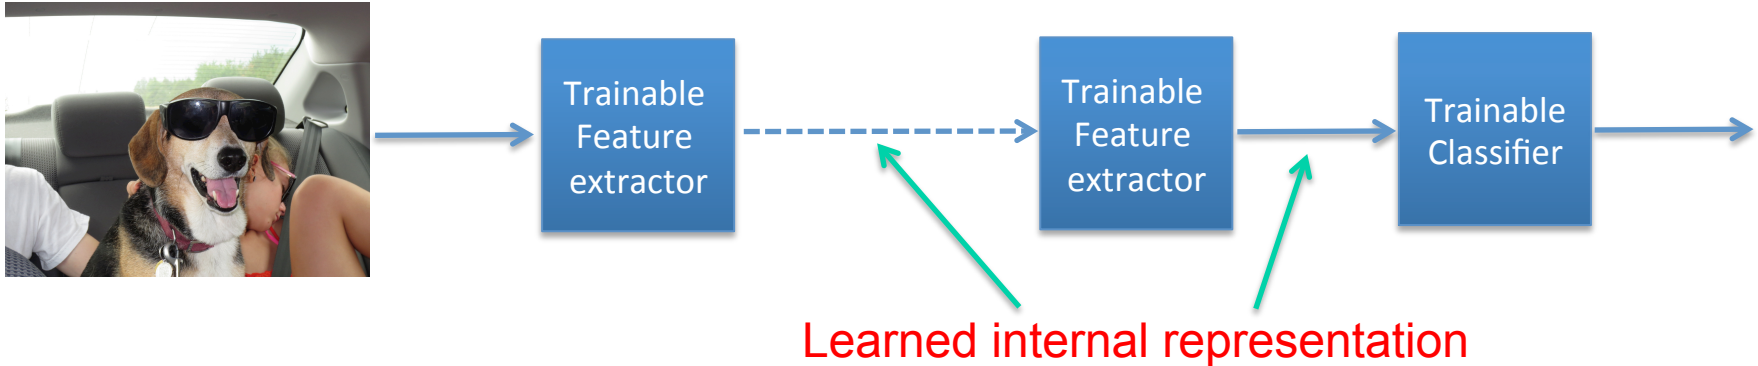 Trainable
Feature
extractor
Trainable
Feature
extractor
Trainable
Classifier
Learned internal representation